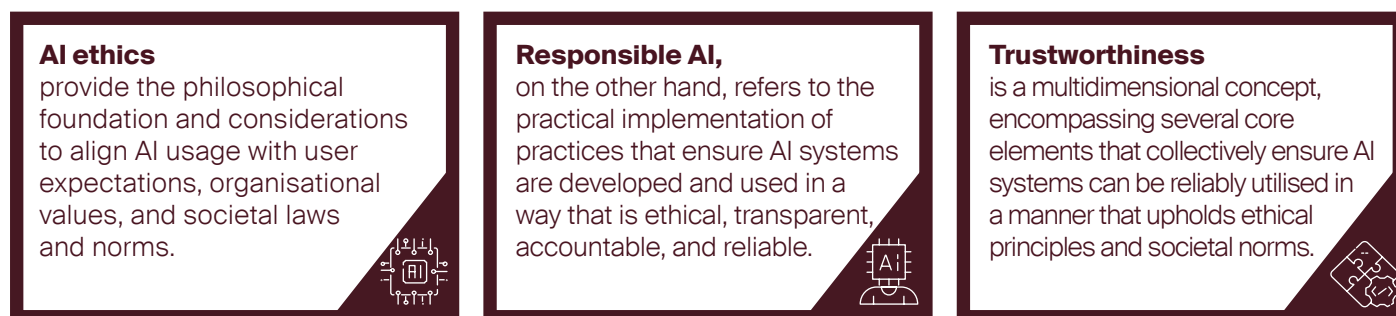 AI ethics
provide the philosophical
foundation and considerations
to align AI usage with user
expectations, organisational
values, and societal laws
and norms.
AI
Responsible AI,
on the other hand, refers to the
practical implementation of
practices that ensure AI systems
are developed and used in a
way that is ethical, transparent,
accountable, and reliable.
Ai
Trustworthiness
is a multidimensional concept,
encompassing several core
elements that collectively ensure AI
systems can be reliably utilised in
a manner that upholds ethical
principles and societal norms.